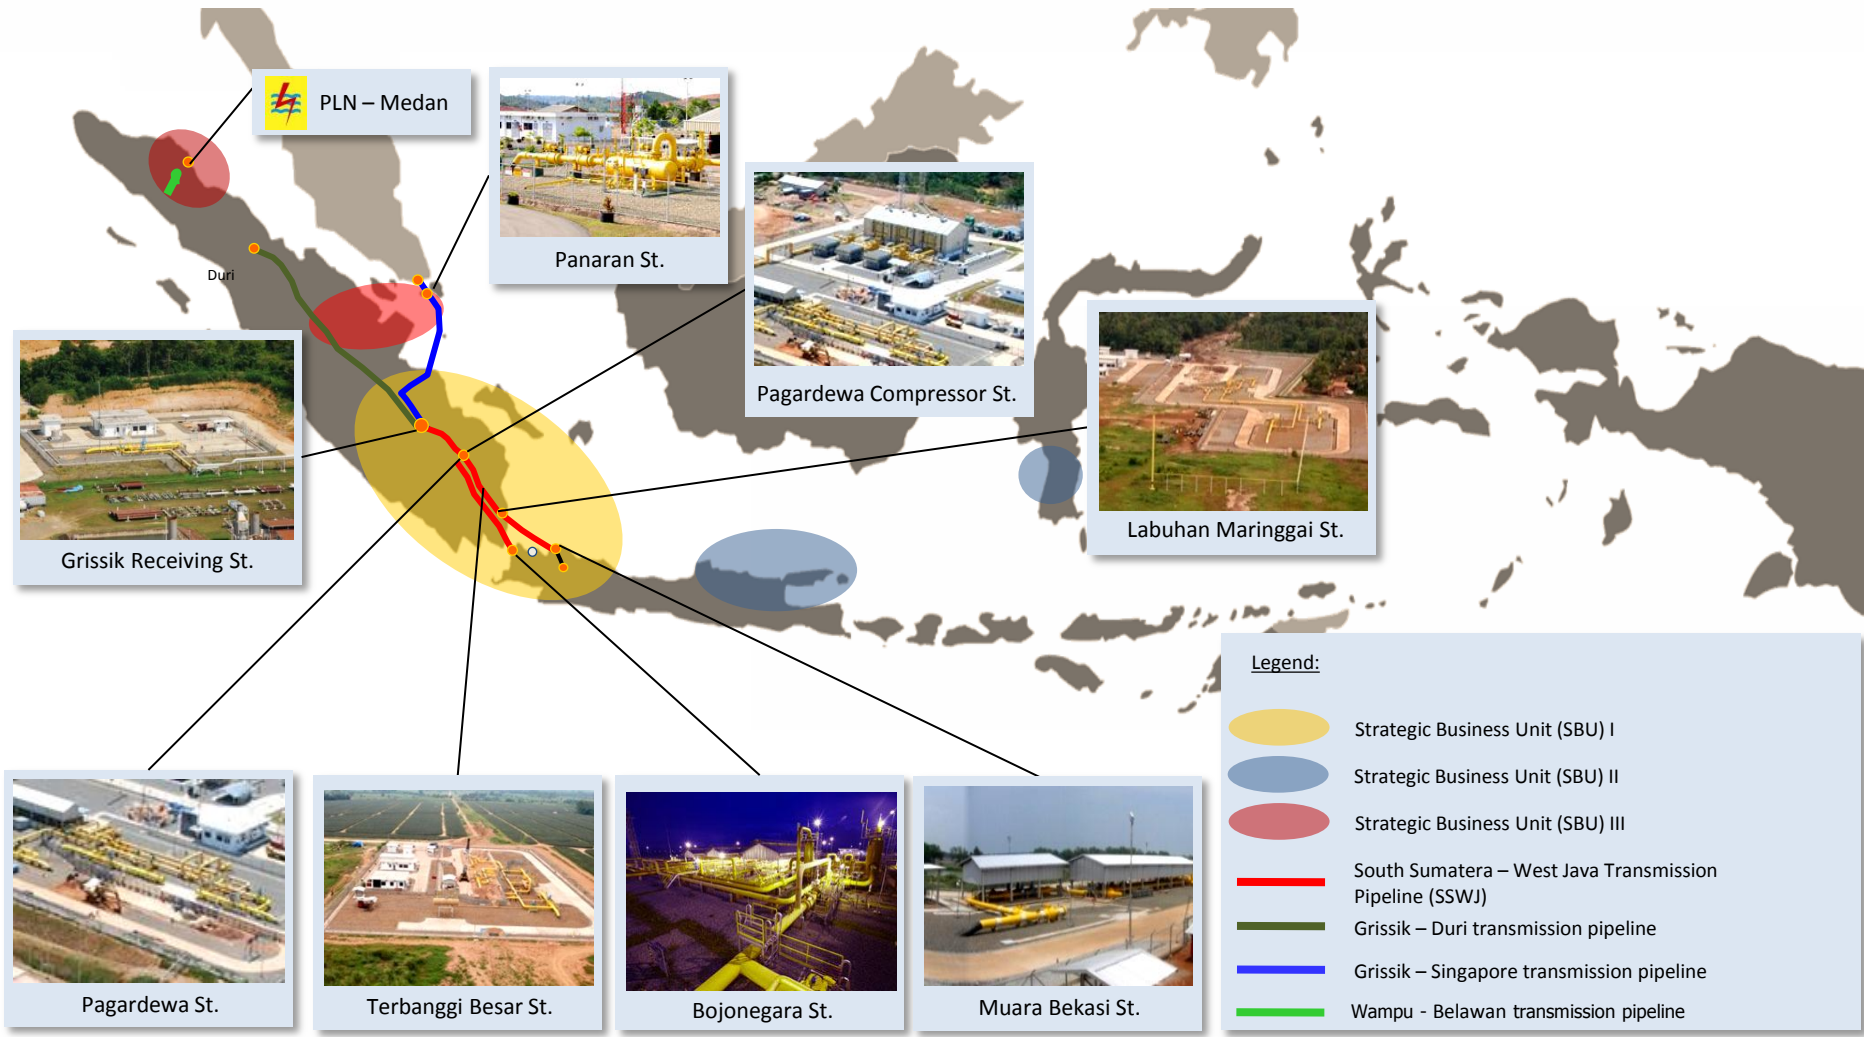 PLN – Medan
Panaran St.
Duri
Pagardewa Compressor St.
Labuhan Maringgai St.
Grissik Receiving St.
Legend:
Strategic Business Unit (SBU) I
Strategic Business Unit (SBU) II
Strategic Business Unit (SBU) III
South Sumatera – West Java Transmission
Pipeline (SSWJ)
Grissik – Duri transmission pipeline
Grissik – Singapore transmission pipeline
Wampu - Belawan transmission pipeline
Pagardewa St.
Terbanggi Besar St.
Bojonegara St.
Muara Bekasi St.